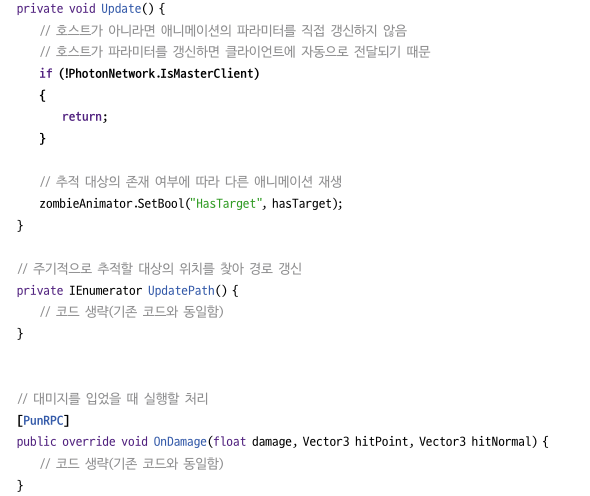 private void Update() {
// 호스트가 아니라면 애니메이션의 파라미터를 직접 갱신하지 않음
// 호스트가 파라미터를 갱신하면 클라이언트에 자동으로 전달되기 때문
if (!PhotonNetwork.IsMasterClient)
{
return;
}
// 추적 대상의 존재 여부에 따라 다른 애니메이션 재생
zombieAnimator.SetBool("HasTarget", hasTarget);
}
// 주기적으로 추적할 대상의 위치를 찾아 경로 갱신
private IEnumerator UpdatePath() {
// 코드 생략(기존 코드와 동일함)
}
// 대미지를 입었을 때 실행할 처리
[PunRPC]
public override void OnDamage(float damage, Vector3 hitPoint, Vector3 hitNormal) {
// 코드 생략(기존 코드와 동일함)
}